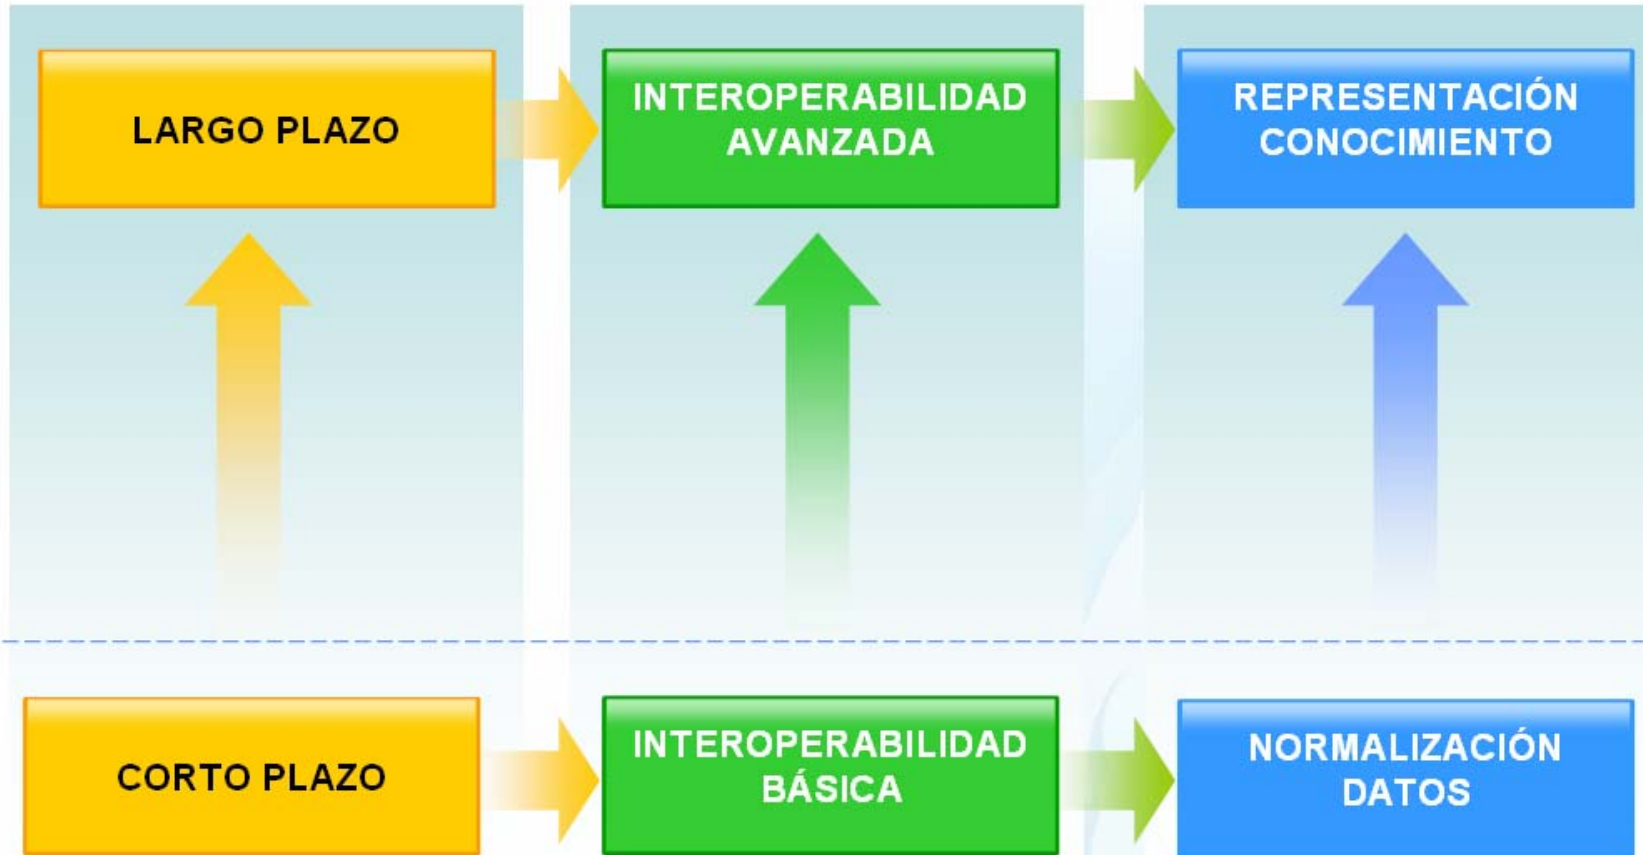 LARGO PLAZO
INTEROPERABILIDAD
AVANZADA
REPRESENTACIÓN
CONOCIMIENTO
CORTO PLAZO
INTEROPERABILIDAD
BÁSICA
NORMALIZACIÓN
DATOS